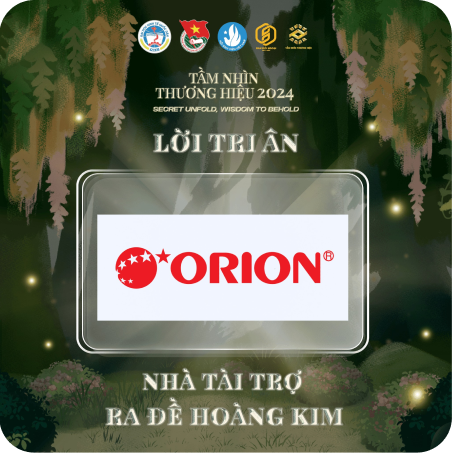 TẦM NHÌN
THƯƠNG HIỆU 2024
SECRET UNFOLD, WISDOM TO BEHOLD
LỜI TRI ÂN
ORION®
NHÀ TÀI TRỢ
RA ĐỀ HOÀNG KIM